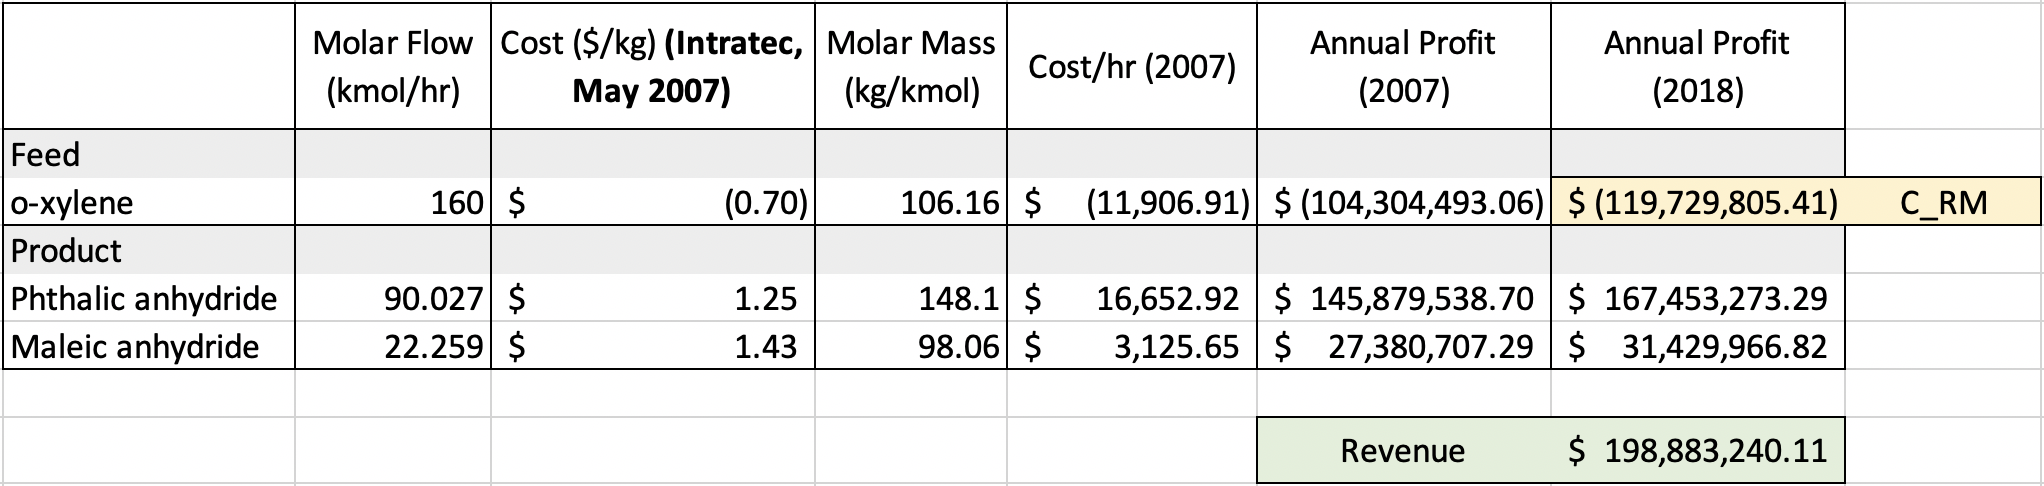 Molar Flow (kmol/hr) Cost ($/kg) (Intratec, May 2007) Molar Mass (kg/kmol) Cost/hr (2007) Annual Profit (2007) Annual Profit (2018)
Feed
o-xylene 160 $ (0.70) 106.16 $ (11,906.91) $ (104,304,493.06) $ (119,729,805.41) C_RM
Product
Phthalic anhydride 90.027 $ 1.25 148.1 $ 16,652.92 $ 145,879,538.70 $ 167,453,273.29
Maleic anhydride 22.259 $ 1.43 98.06 $ 3,125.65 $ 27,380,707.29 $ 31,429,966.82
Revenue $ 198,883,240.11